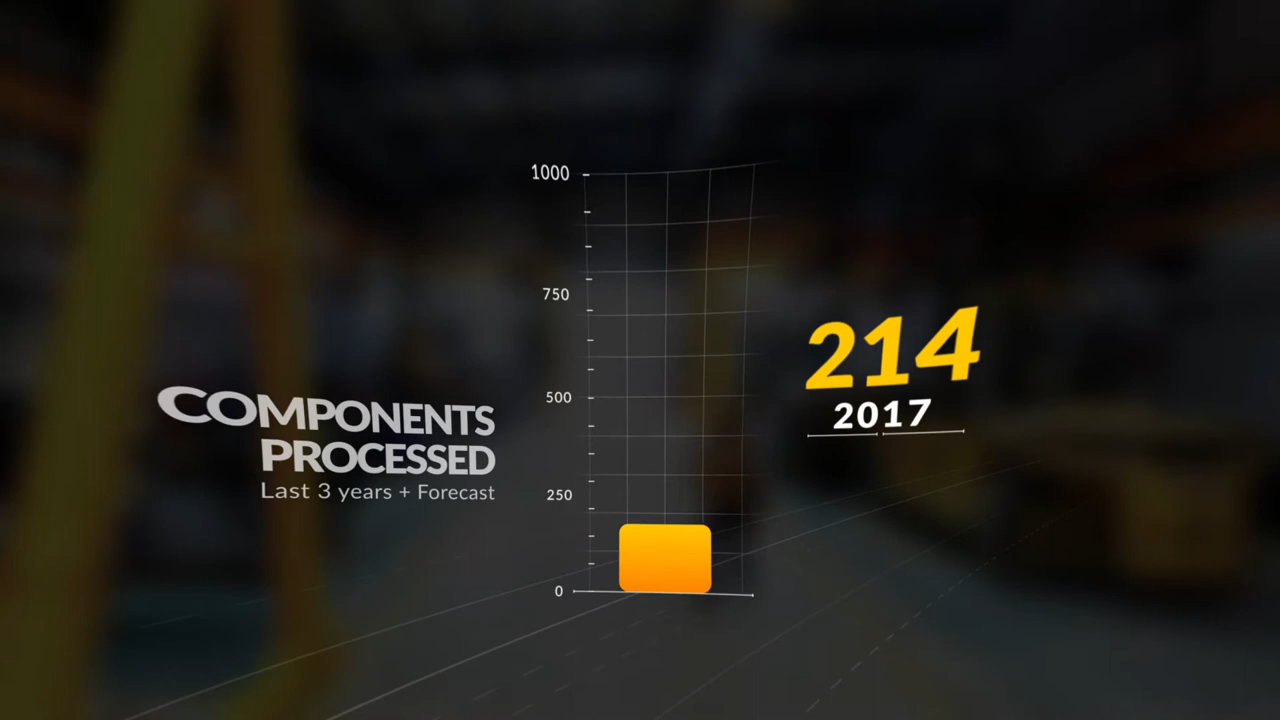 COMPONENTS
PROCESSED
Last 3 years + Forecast
1000
750
500
250
0
214
2017